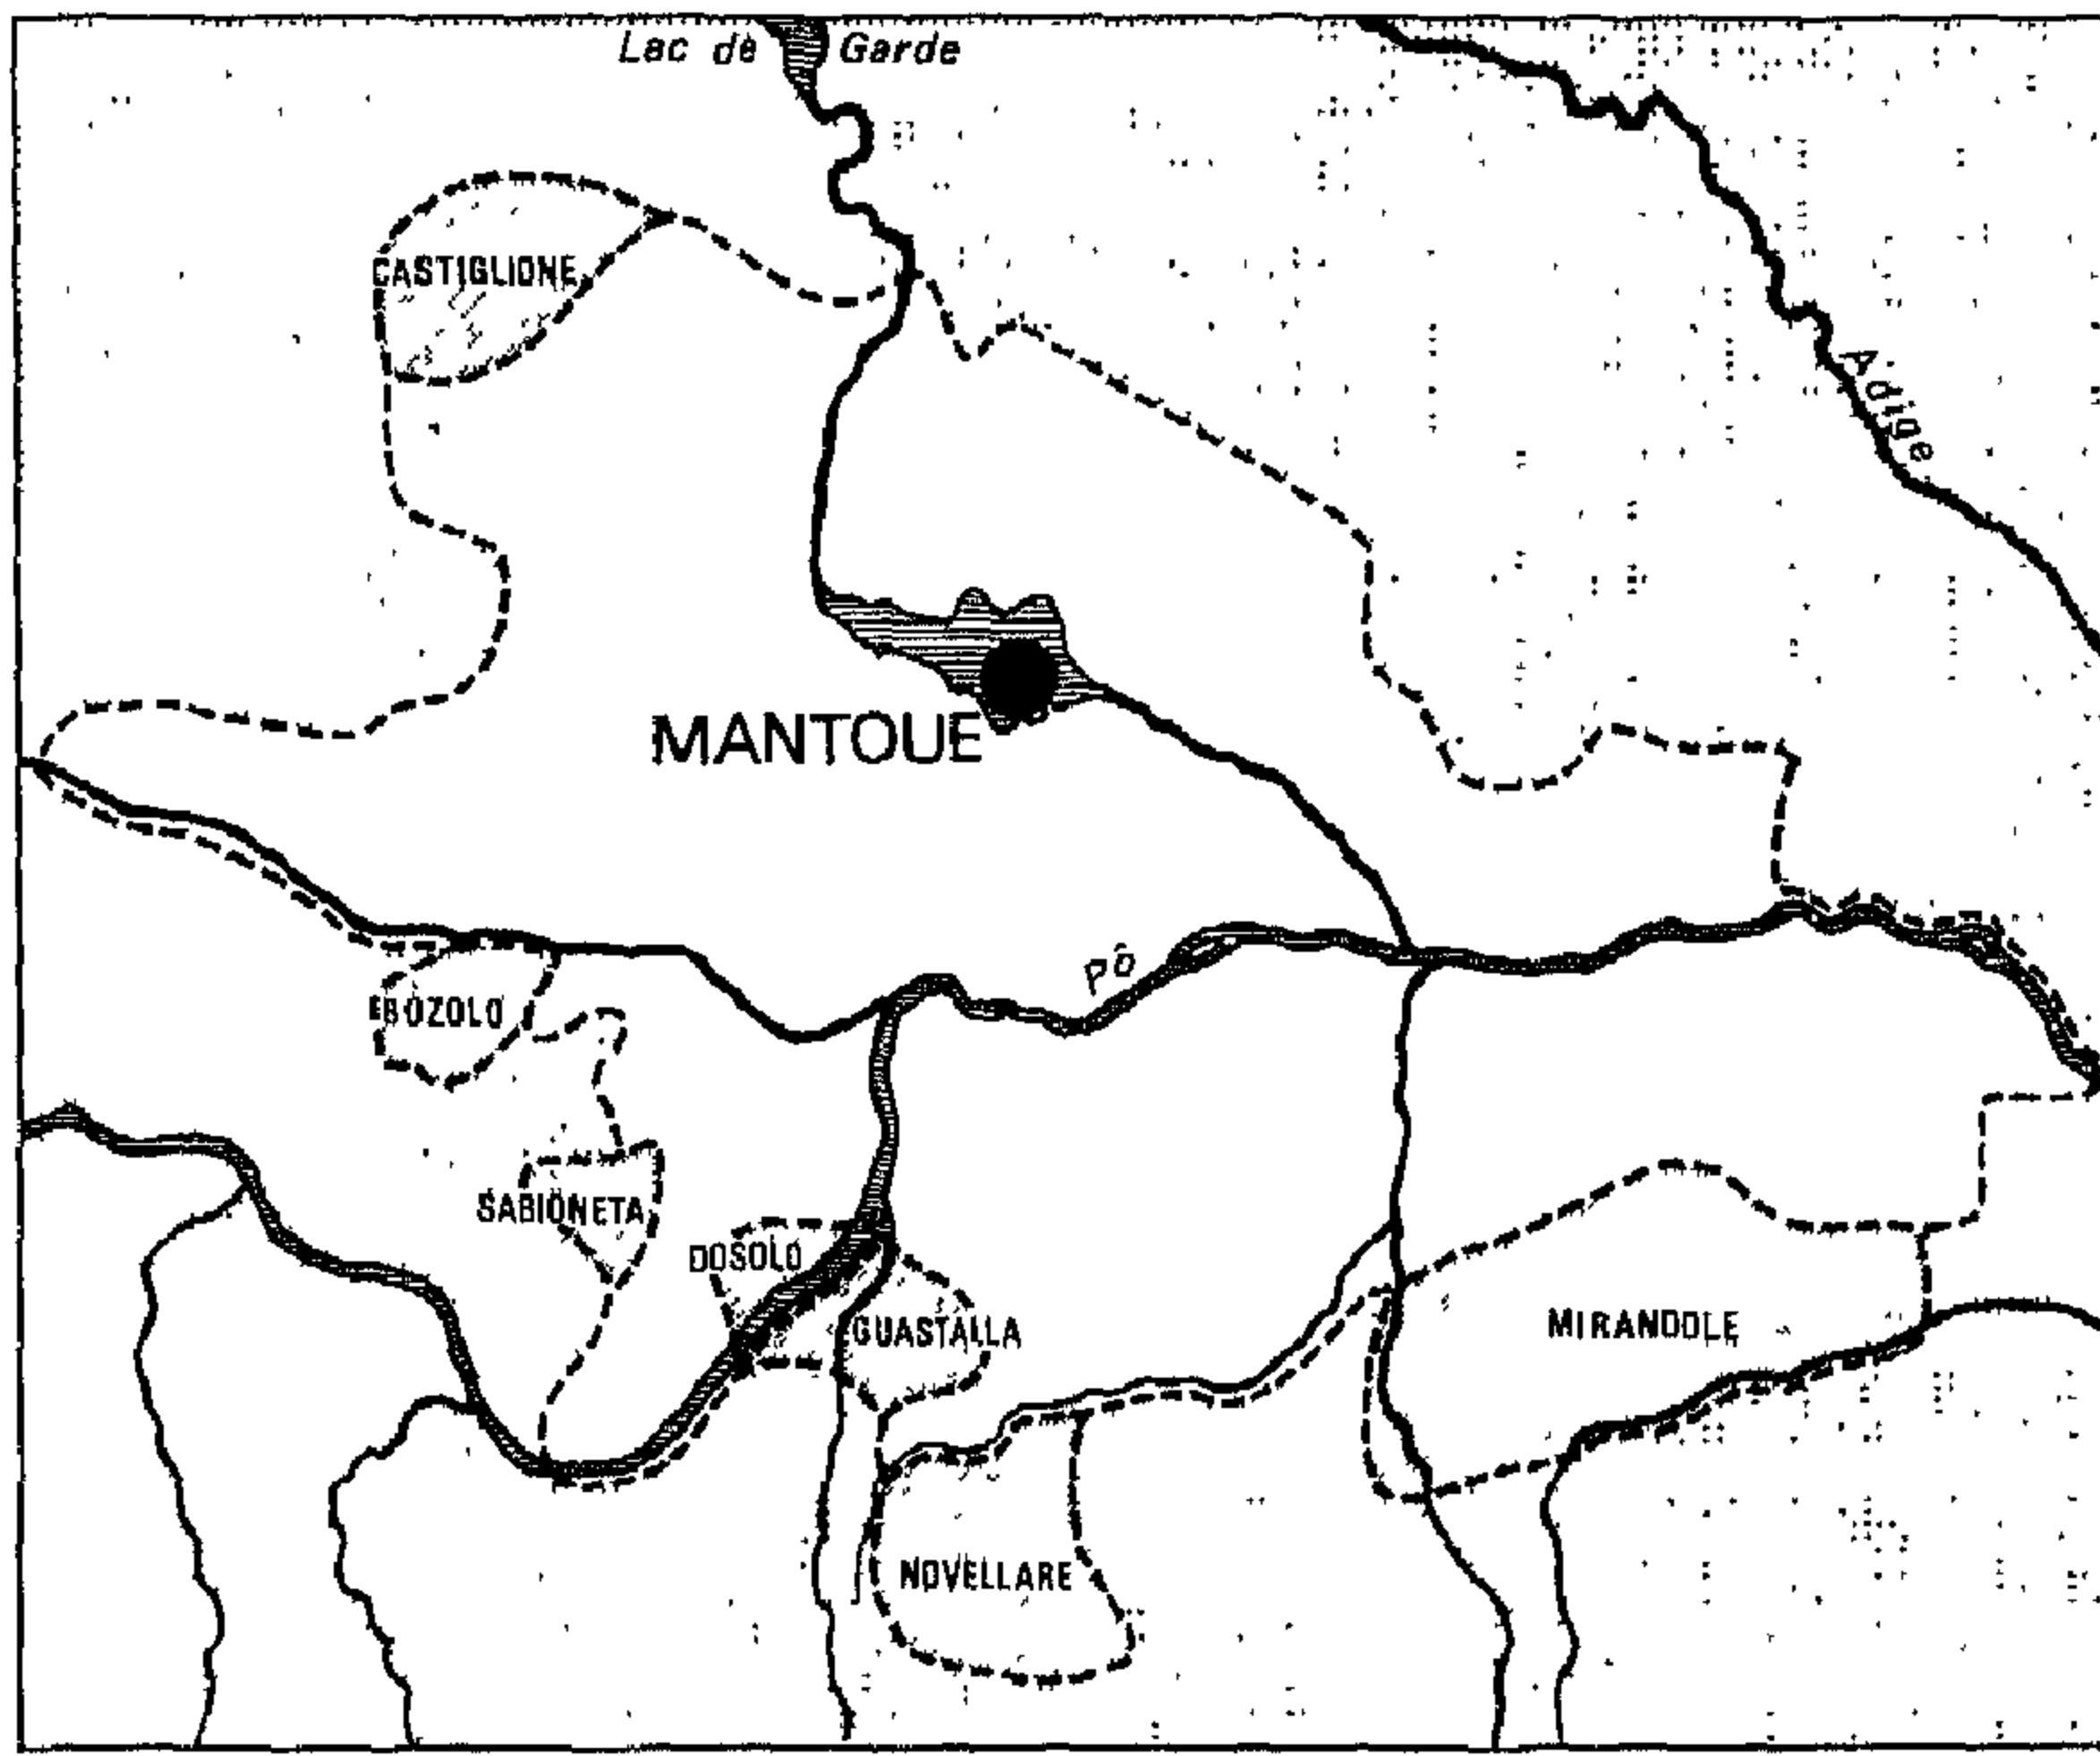 Lac de Garde
CASTIGLIONE
Adige
MANTOUE
PÔ
BOZOLO
SABIONETA
DOSOLO
GUASTALLA
MIRANDOLE
NOVELLARE